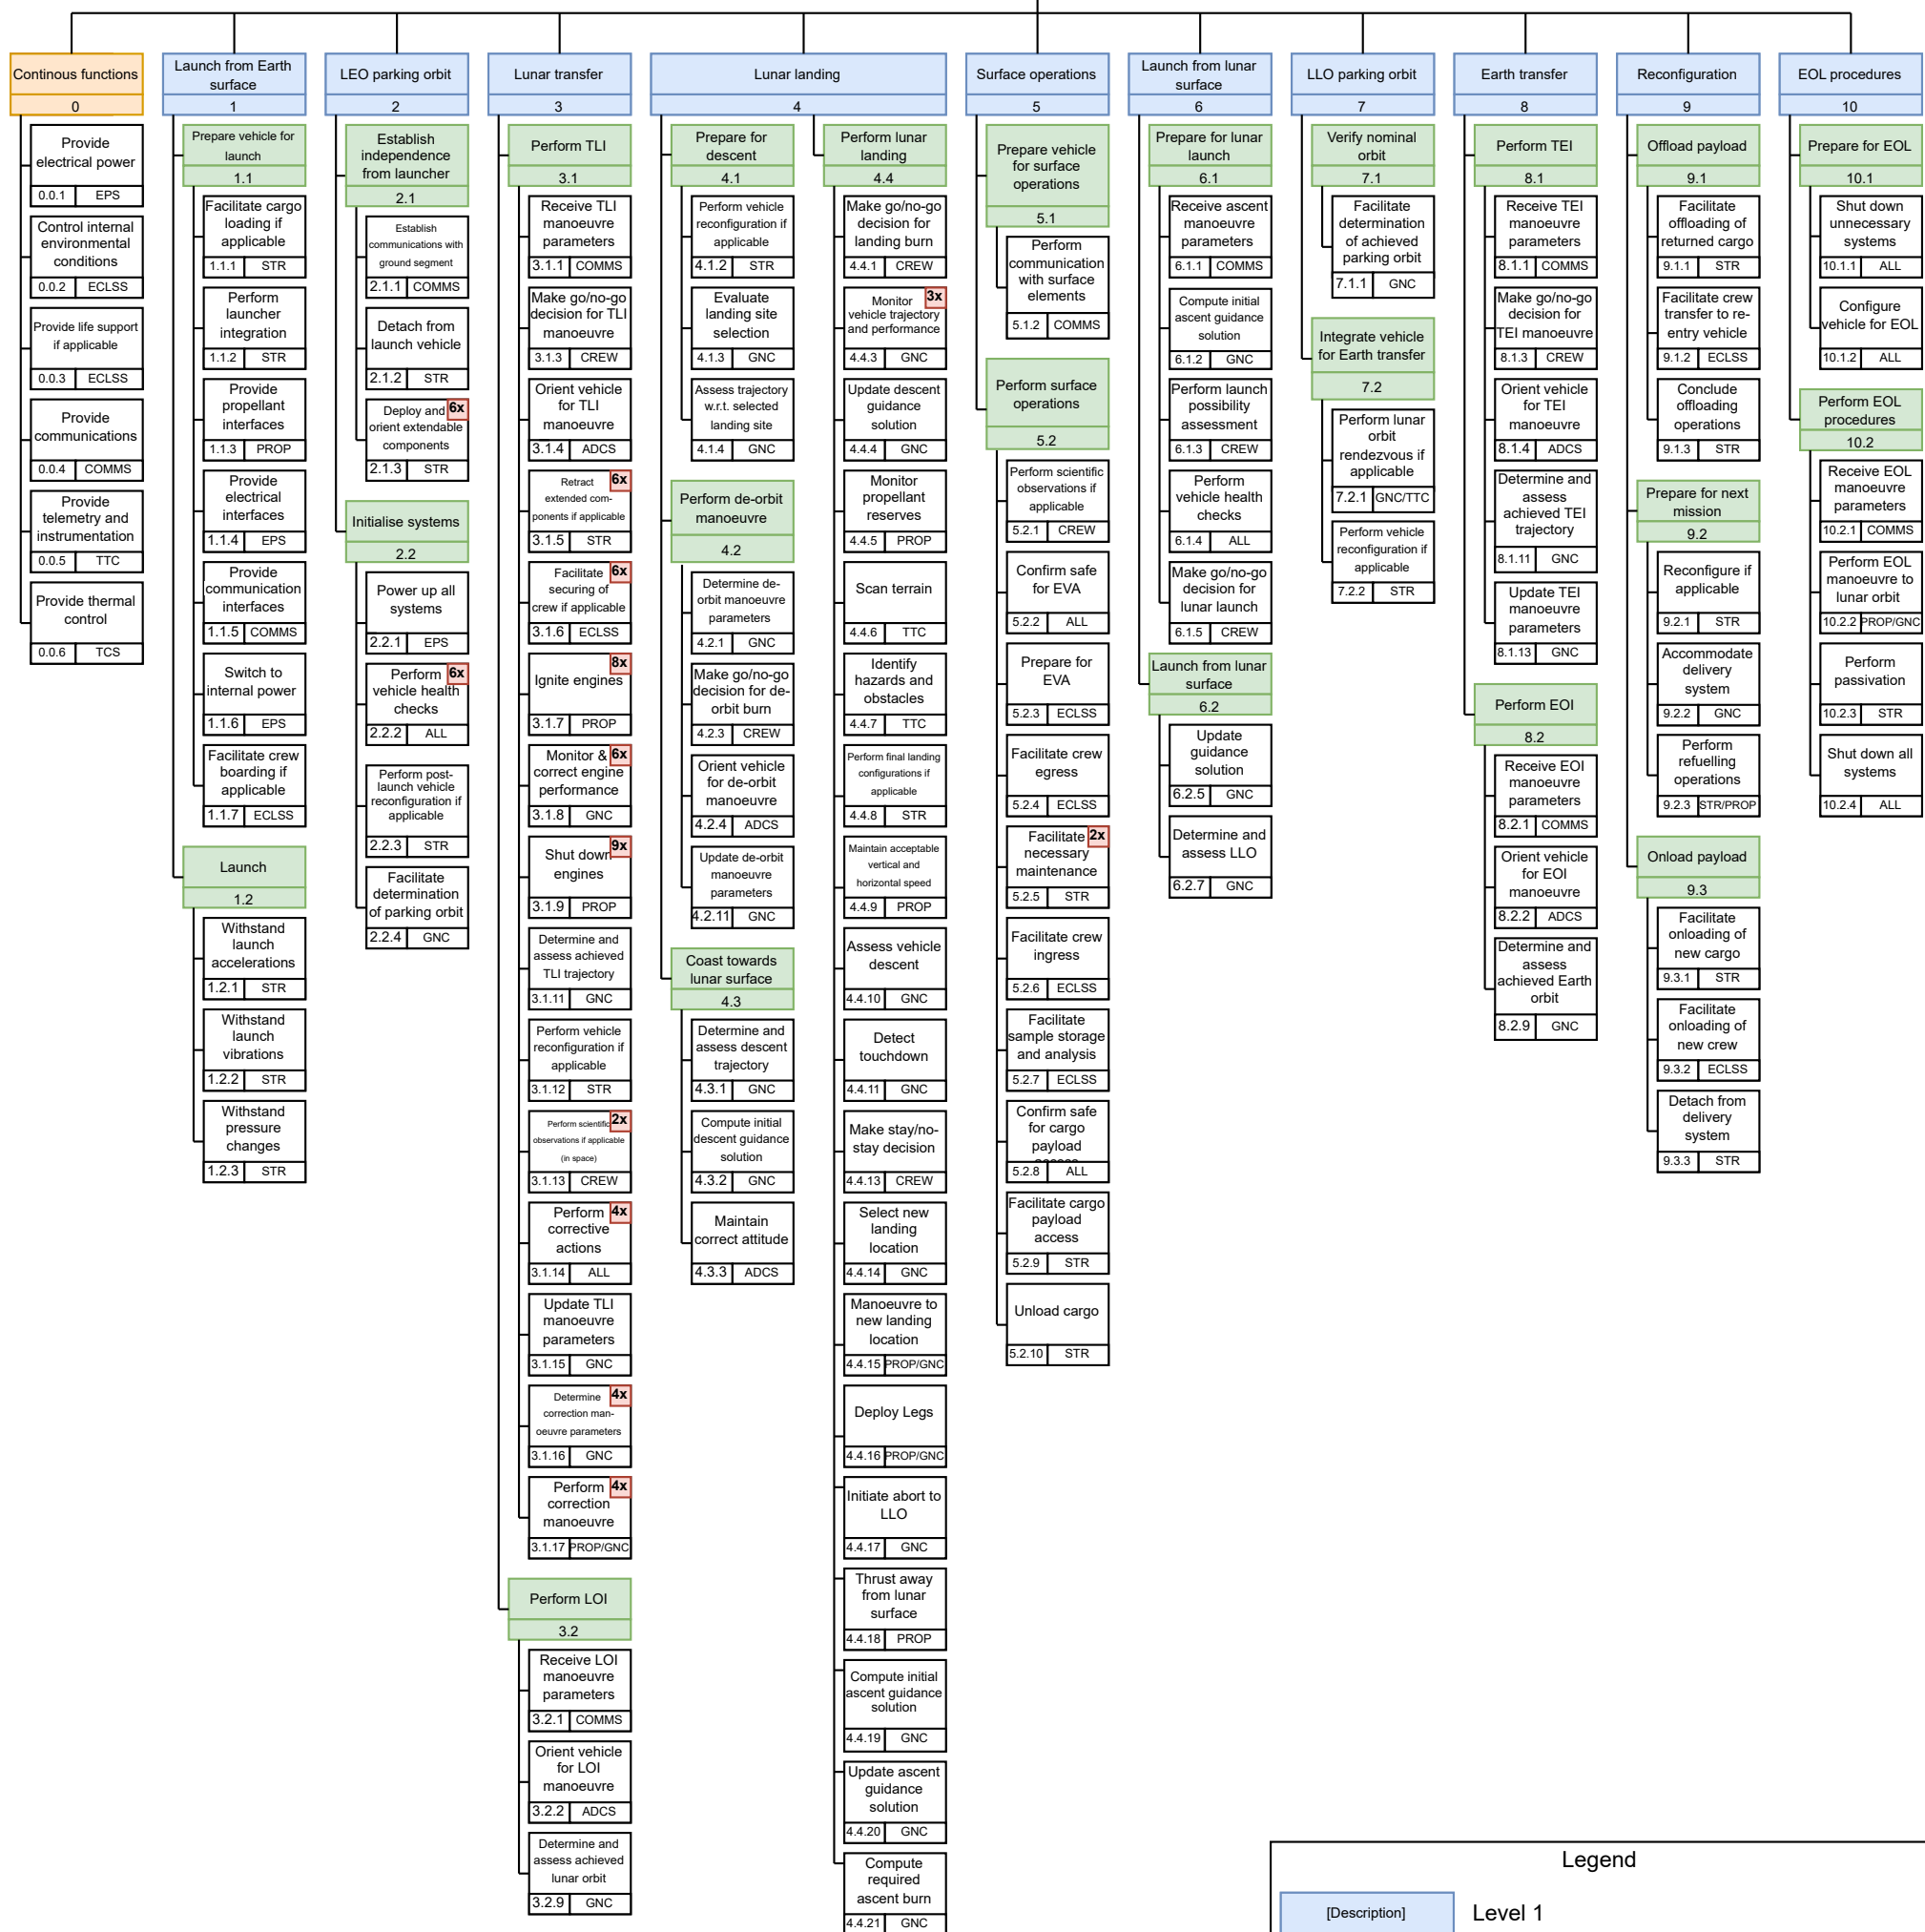 Continous functions
0
Provide
electrical power
0.0.1 EPS
Control internal
environmental
conditions
0.0.2 ECLSS
Provide life support
if applicable
0.0.3 ECLSS
Provide
communications
0.0.4 COMMS
Provide
telemetry and
instrumentation
0.0.5 TTC
Provide thermal
control
0.0.6 TCS
Launch from Earth
surface
1
Prepare vehicle for
launch
1.1
Facilitate cargo
loading if
applicable
1.1.1 STR
Perform
launcher
integration
1.1.2 STR
Provide
propellant
interfaces
1.1.3 PROP
Provide
electrical
interfaces
1.1.4 EPS
Provide
communication
interfaces
1.1.5 COMMS
Switch to
internal power
1.1.6 EPS
Facilitate crew
boarding if
applicable
1.1.7 ECLSS
Launch
1.2
Withstand
launch
accelerations
1.2.1 STR
Withstand
launch
vibrations
1.2.2 STR
Withstand
pressure
changes
1.2.3 STR
LEO parking orbit
2
Establish
independence
from launcher
2.1
Establish
communications with
ground segment
2.1.1 COMMS
Detach from
launch vehicle
2.1.2 STR
Deploy and 6x
orient extendable
components
2.1.3 STR
Initialise systems
2.2
Power up all
systems
2.2.1 EPS
Perform 6x
vehicle health
checks
2.2.2 ALL
Perform post-
launch vehicle
reconfiguration if
applicable
2.2.3 STR
Facilitate
determination
of parking orbit
2.2.4 GNC
Lunar transfer
3
Perform TLI
3.1
Receive TLI
manoeuvre
parameters
3.1.1 COMMS
Make go/no-go
decision for TLI
manoeuvre
3.1.3 CREW
Orient vehicle
for TLI
manoeuvre
3.1.4 ADCS
Retract 6x
extended com-
ponents if applicable
3.1.5 STR
Facilitate 6x
securing of
crew if applicable
3.1.6 ECLSS
8x
Ignite engines
3.1.7 PROP
Monitor & 6x
correct engine
performance
3.1.8 GNC
9x
Shut down
engines
3.1.9 PROP
Determine and
assess achieved
TLI trajectory
3.1.11 GNC
Perform vehicle
reconfiguration if
applicable
3.1.12 STR
Perform scientific 2x
observations if applicable
(in space)
3.1.13 CREW
Perform 4x
corrective
actions
3.1.14 ALL
Update TLI
manoeuvre
parameters
3.1.15 GNC
Determine 4x
correction man-
oeuvre parameters
3.1.16 GNC
Perform 4x
correction
manoeuvre
3.1.17 PROP/GNC
Perform LOI
3.2
Receive LOI
manoeuvre
parameters
3.2.1 COMMS
Orient vehicle
for LOI
manoeuvre
3.2.2 ADCS
Determine and
assess achieved
lunar orbit
3.2.9 GNC
Lunar landing
4
Prepare for
descent
4.1
Perform vehicle
reconfiguration if
applicable
4.1.2 STR
Evaluate
landing site
selection
4.1.3 GNC
Assess trajectory
w.r.t. selected
landing site
4.1.4 GNC
Perform de-orbit
manoeuvre
4.2
Determine de-
orbit manoeuvre
parameters
4.2.1 GNC
Make go/no-go
decision for de-
orbit burn
4.2.3 CREW
Orient vehicle
for de-orbit
manoeuvre
4.2.4 ADCS
Update de-orbit
manoeuvre
parameters
4.2.11 GNC
Coast towards
lunar surface
4.3
Determine and
assess descent
trajectory
4.3.1 GNC
Compute initial
descent guidance
solution
4.3.2 GNC
Maintain
correct attitude
4.3.3 ADCS
Perform lunar
landing
4.4
Make go/no-go
decision for
landing burn
4.4.1 CREW
Monitor 3x
vehicle trajectory
and performance
4.4.3 GNC
Update descent
guidance
solution
4.4.4 GNC
Monitor
propellant
reserves
4.4.5 PROP
Scan terrain
4.4.6 TTC
Identify
hazards and
obstacles
4.4.7 TTC
Perform final landing
configurations if
applicable
4.4.8 STR
Maintain acceptable
vertical and
horizontal speed
4.4.9 PROP
Assess vehicle
descent
4.4.10 GNC
Detect
touchdown
4.4.11 GNC
Make stay/no-
stay decision
4.4.13 CREW
Select new
landing
location
4.4.14 GNC
Manoeuvre to
new landing
location
4.4.15 PROP/GNC
Deploy Legs
4.4.16 PROP/GNC
Initiate abort to
LLO
4.4.17 GNC
Thrust away
from lunar
surface
4.4.18 PROP
Compute initial
ascent guidance
solution
4.4.19 GNC
Update ascent
guidance
solution
4.4.20 GNC
Compute
required
ascent burn
4.4.21 GNC
Surface operations
5
Prepare vehicle
for surface
operations
5.1
Perform
communication
with surface
elements
5.1.2 COMMS
Perform surface
operations
5.2
Perform scientific
observations if
applicable
5.2.1 CREW
Confirm safe
for EVA
5.2.2 ALL
Prepare for
EVA
5.2.3 ECLSS
Facilitate crew
egress
5.2.4 ECLSS
Facilitate 2x
necessary
maintenance
5.2.5 STR
Facilitate crew
ingress
5.2.6 ECLSS
Facilitate
sample storage
and analysis
5.2.7 ECLSS
Confirm safe
for cargo
payload
5.2.8 ALL
Facilitate cargo
payload
access
5.2.9 STR
Unload cargo
5.2.10 STR
Launch from lunar
surface
6
Prepare for lunar
launch
6.1
Receive ascent
manoeuvre
parameters
6.1.1 COMMS
Compute initial
ascent guidance
solution
6.1.2 GNC
Perform launch
possibility
assessment
6.1.3 CREW
Perform
vehicle health
checks
6.1.4 ALL
Make go/no-go
decision for
lunar launch
6.1.5 CREW
Launch from lunar
surface
6.2
Update
guidance
solution
6.2.5 GNC
Determine and
assess LLO
6.2.7 GNC
LLO parking orbit
7
Verify nominal
orbit
7.1
Facilitate
determination
of achieved
parking orbit
7.1.1 GNC
Integrate vehicle
for Earth transfer
7.2
Perform lunar
orbit
rendezvous if
applicable
7.2.1 GNC/TTC
Perform vehicle
reconfiguration if
applicable
7.2.2 STR
Earth transfer
8
Perform TEI
8.1
Receive TEI
manoeuvre
parameters
8.1.1 COMMS
Make go/no-go
decision for
TEI manoeuvre
8.1.3 CREW
Orient vehicle
for TEI
manoeuvre
8.1.4 ADCS
Determine and
assess
achieved TEI
trajectory
8.1.11 GNC
Update TEI
manoeuvre
parameters
8.1.13 GNC
Perform EOI
8.2
Receive EOI
manoeuvre
parameters
8.2.1 COMMS
Orient vehicle
for EOI
manoeuvre
8.2.2 ADCS
Determine and
assess
achieved Earth
orbit
8.2.9 GNC
Reconfiguration
9
Offload payload
9.1
Facilitate
offloading of
returned cargo
9.1.1 STR
Facilitate crew
transfer to re-
entry vehicle
9.1.2 ECLSS
Conclude
offloading
operations
9.1.3 STR
Prepare for next
mission
9.2
Reconfigure if
applicable
9.2.1 STR
Accommodate
delivery
system
9.2.2 GNC
Perform
refuelling
operations
9.2.3 STR/PROP
Onload payload
9.3
Facilitate
onloading of
new cargo
9.3.1 STR
Facilitate
onloading of
new crew
9.3.2 ECLSS
Detach from
delivery
system
9.3.3 STR
EOL procedures
10
Prepare for EOL
10.1
Shut down
unnecessary
systems
10.1.1 ALL
Configure
vehicle for EOL
10.1.2 ALL
Perform EOL
procedures
10.2
Receive EOL
manoeuvre
parameters
10.2.1 COMMS
Perform EOL
manoeuvre to
lunar orbit
10.2.2 PROP/GNC
Perform
passivation
10.2.3 STR
Shut down all
systems
10.2.4 ALL
Legend
[Description] Level 1